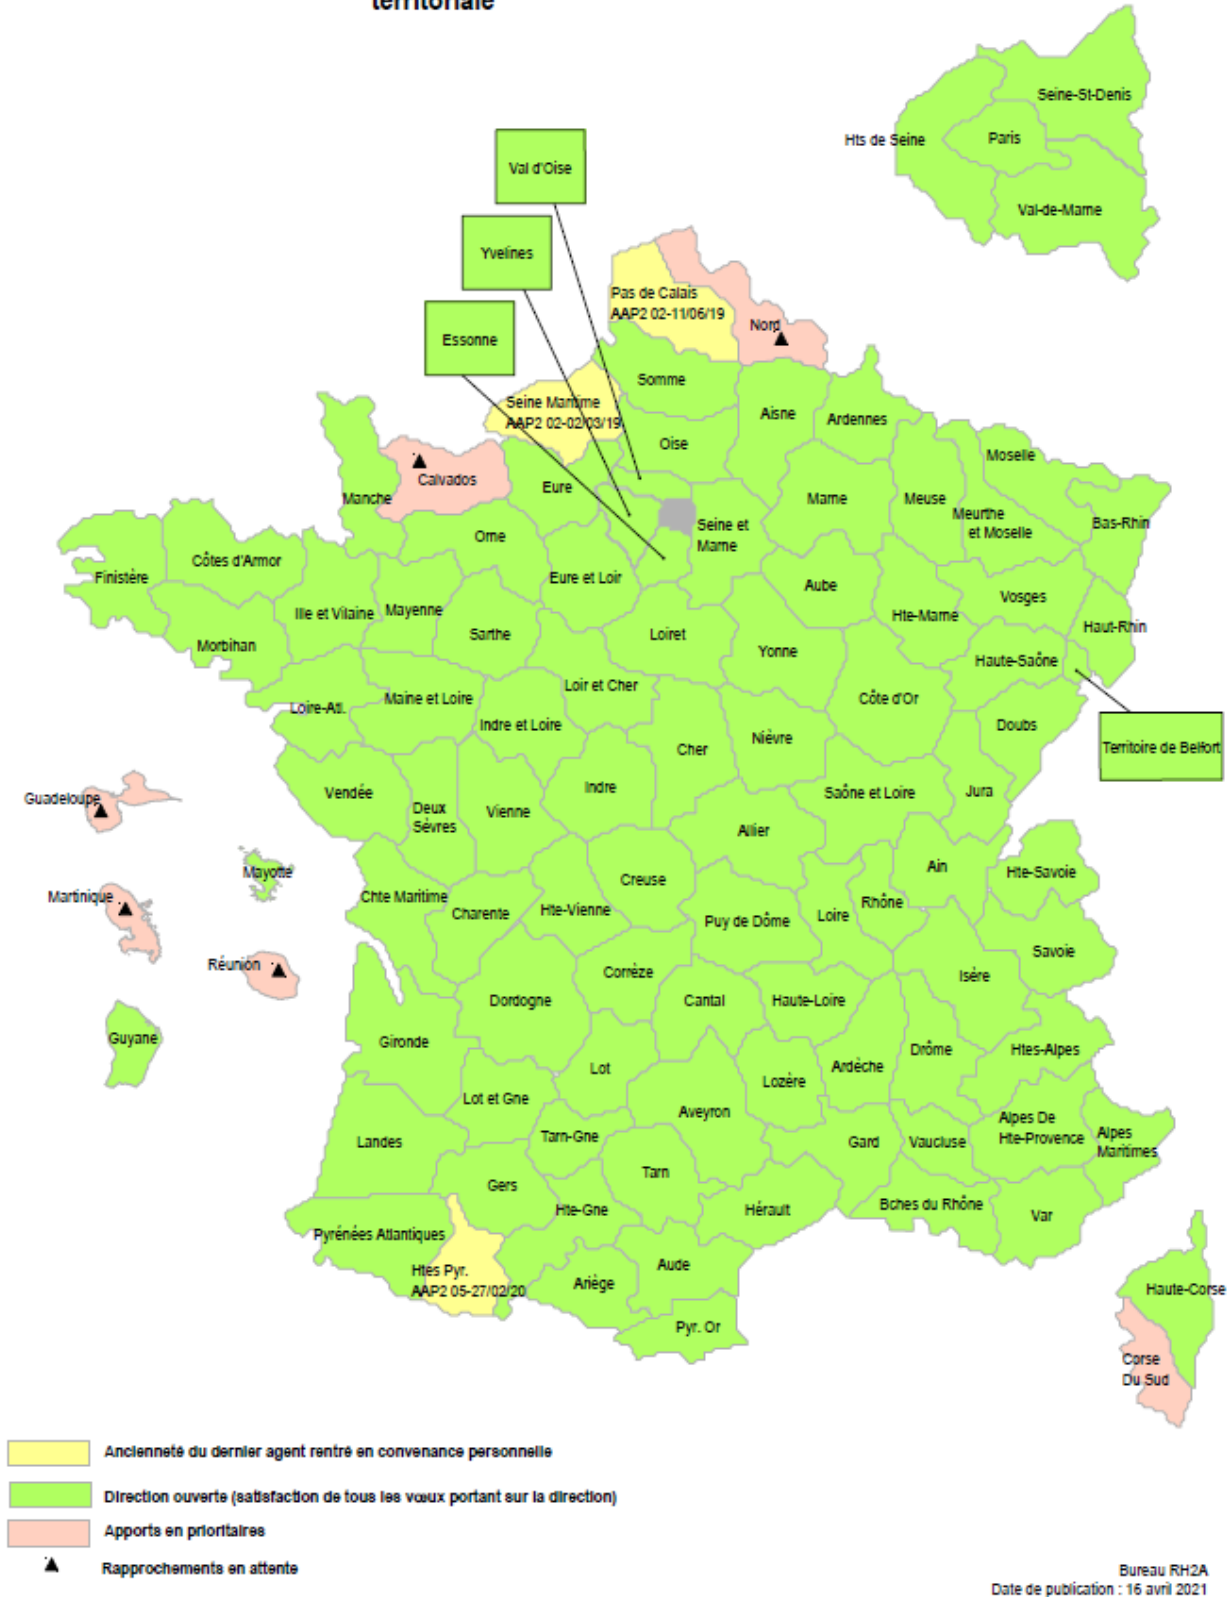 territoriale
Seine-St-Denis
Hts de Seine
Paris
Val-de-Marne
Val d'Oise
Yvelines
Essonne
Pas de Calais
AAP2 02-11/06/19
Nord
Somme
Seine Maritime
AAP2 02-02/03/19
Aisne
Ardennes
Oise
Moselle
Calvados
Manche
Eure
Marne
Meuse
Meurthe
et Moselle
Bas-Rhin
Seine et
Marne
Orne
Côtes d'Armor
Finistère
Eure et Loir
Aube
Vosges
Ille et Vilaine
Mayenne
Hte-Marne
Haut-Rhin
Sarthe
Loiret
Morbihan
Yonne
Haute-Saône
Loir et Cher
Maine et Loire
Côte d'Or
Loire-Atl.
Indre et Loire
Doubs
Nièvre
Cher
Territoire de Belfort
Vendée
Indre
Saône et Loire
Jura
Guadeloupe
Deux
Sèvres
Vienne
Allier
Mayotte
Ain
Hte-Savoie
Creuse
Martinique
Chte Maritime
Charente
Hte-Vienne
Rhône
Loire
Puy de Dôme
Savoie
Réunion
Corrèze
Isère
Dordogne
Cantal
Haute-Loire
Guyane
Gironde
Drôme
Htes-Alpes
Lot
Ardèche
Lozère
Lot et Gne
Aveyron
Alpes De
Hte-Provence
Alpes
Maritimes
Landes
Tarn-Gne
Gard
Vaucluse
Tarn
Gers
Hte-Gne
Hérault
Bches du Rhône
Var
Pyrénées Atlantiques
Htes Pyr.
AAP2 05-27/02/20
Aude
Ariège
Haute-Corse
Pyr. Or
Corse
Du Sud
Ancienneté du dernier agent rentré en convenance personnelle
Direction ouverte (satisfaction de tous les vœux portant sur la direction)
Apports en prioritaires
Rapprochements en attente
Bureau RH2A
Date de publication : 16 avril 2021